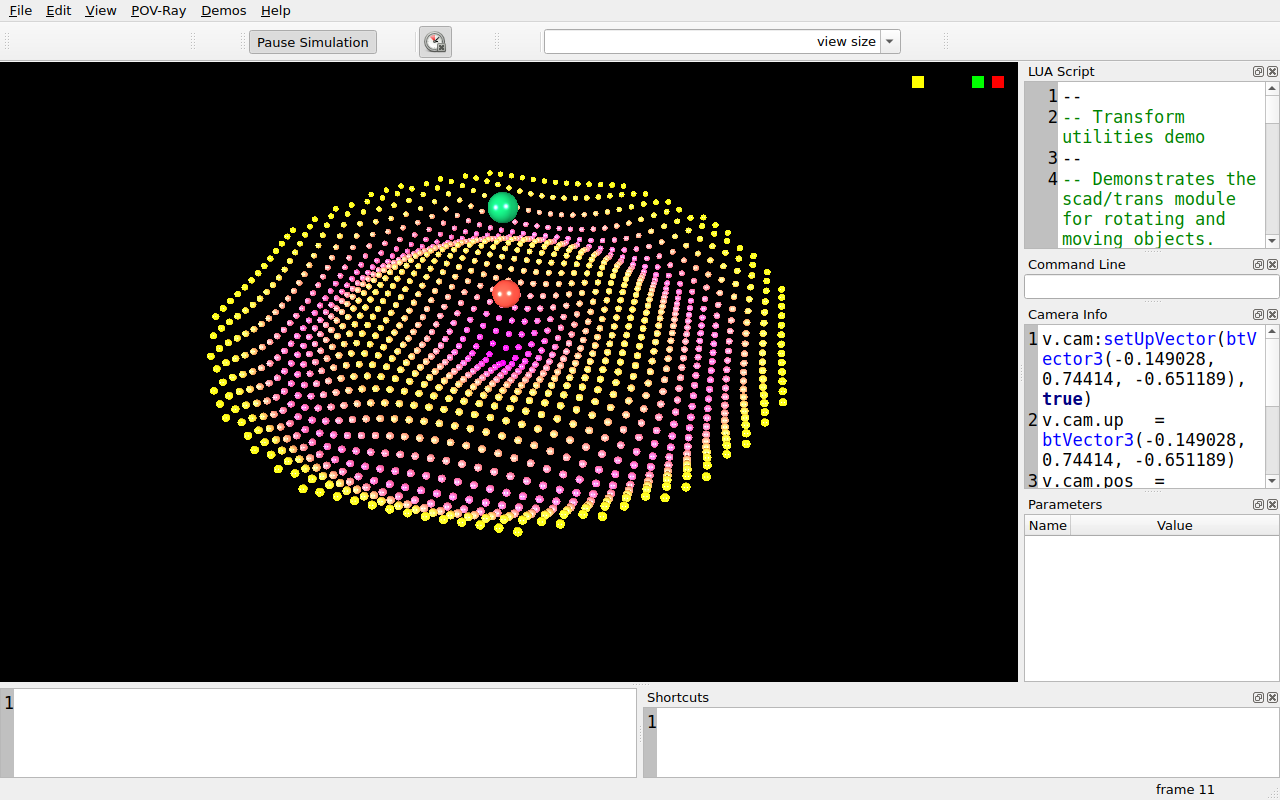 File Edit View POV-Ray Demos Help
Pause Simulation
view size
LUA Script
1 --
2 -- Transform
utilities demo
3 --
4 -- Demonstrates the
scad/trans module
for rotating and
moving objects.
Command Line
Camera Info
1 v.cam:setUpVector(btV
ector3(-0.149028,
0.74414, -0.651189),
true)
2 v.cam.up   =
btVector3(-0.149028,
0.74414, -0.651189)
3 v.cam.pos  =
Parameters
Name Value
1
Shortcuts
1
frame 11